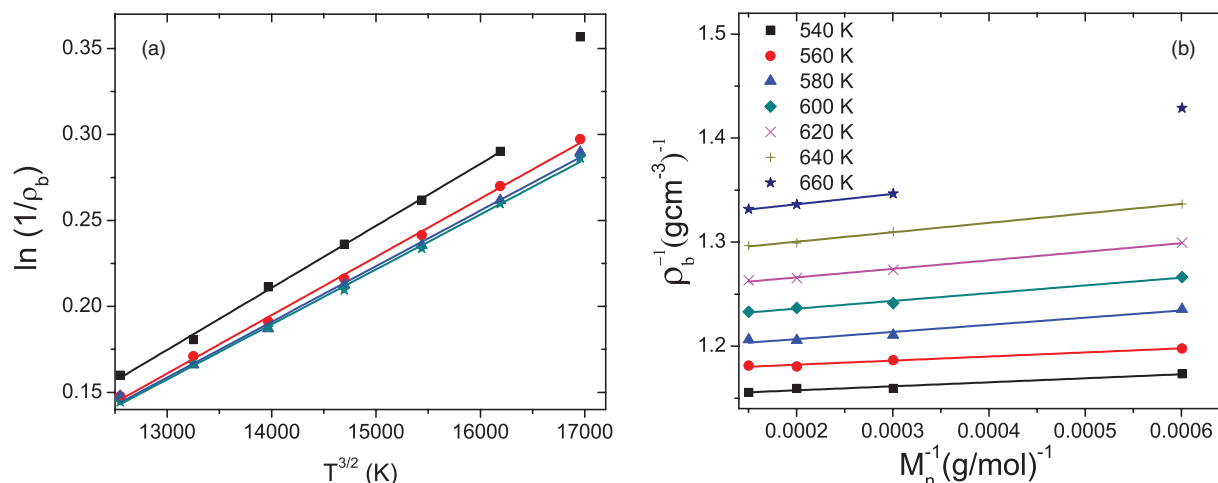 (a)
0.35
0.30
0.25
0.20
0.15
ln (1/ρb)
13000 14000 15000 16000 17000
T^3/2 (K)
(b)
540 K
560 K
580 K
600 K
620 K
640 K
660 K
1.5
1.4
1.3
1.2
ρb^-1(gcm^-3)^-1
0.0002 0.0003 0.0004 0.0005 0.0006
Mn^-1(g/mol)^-1